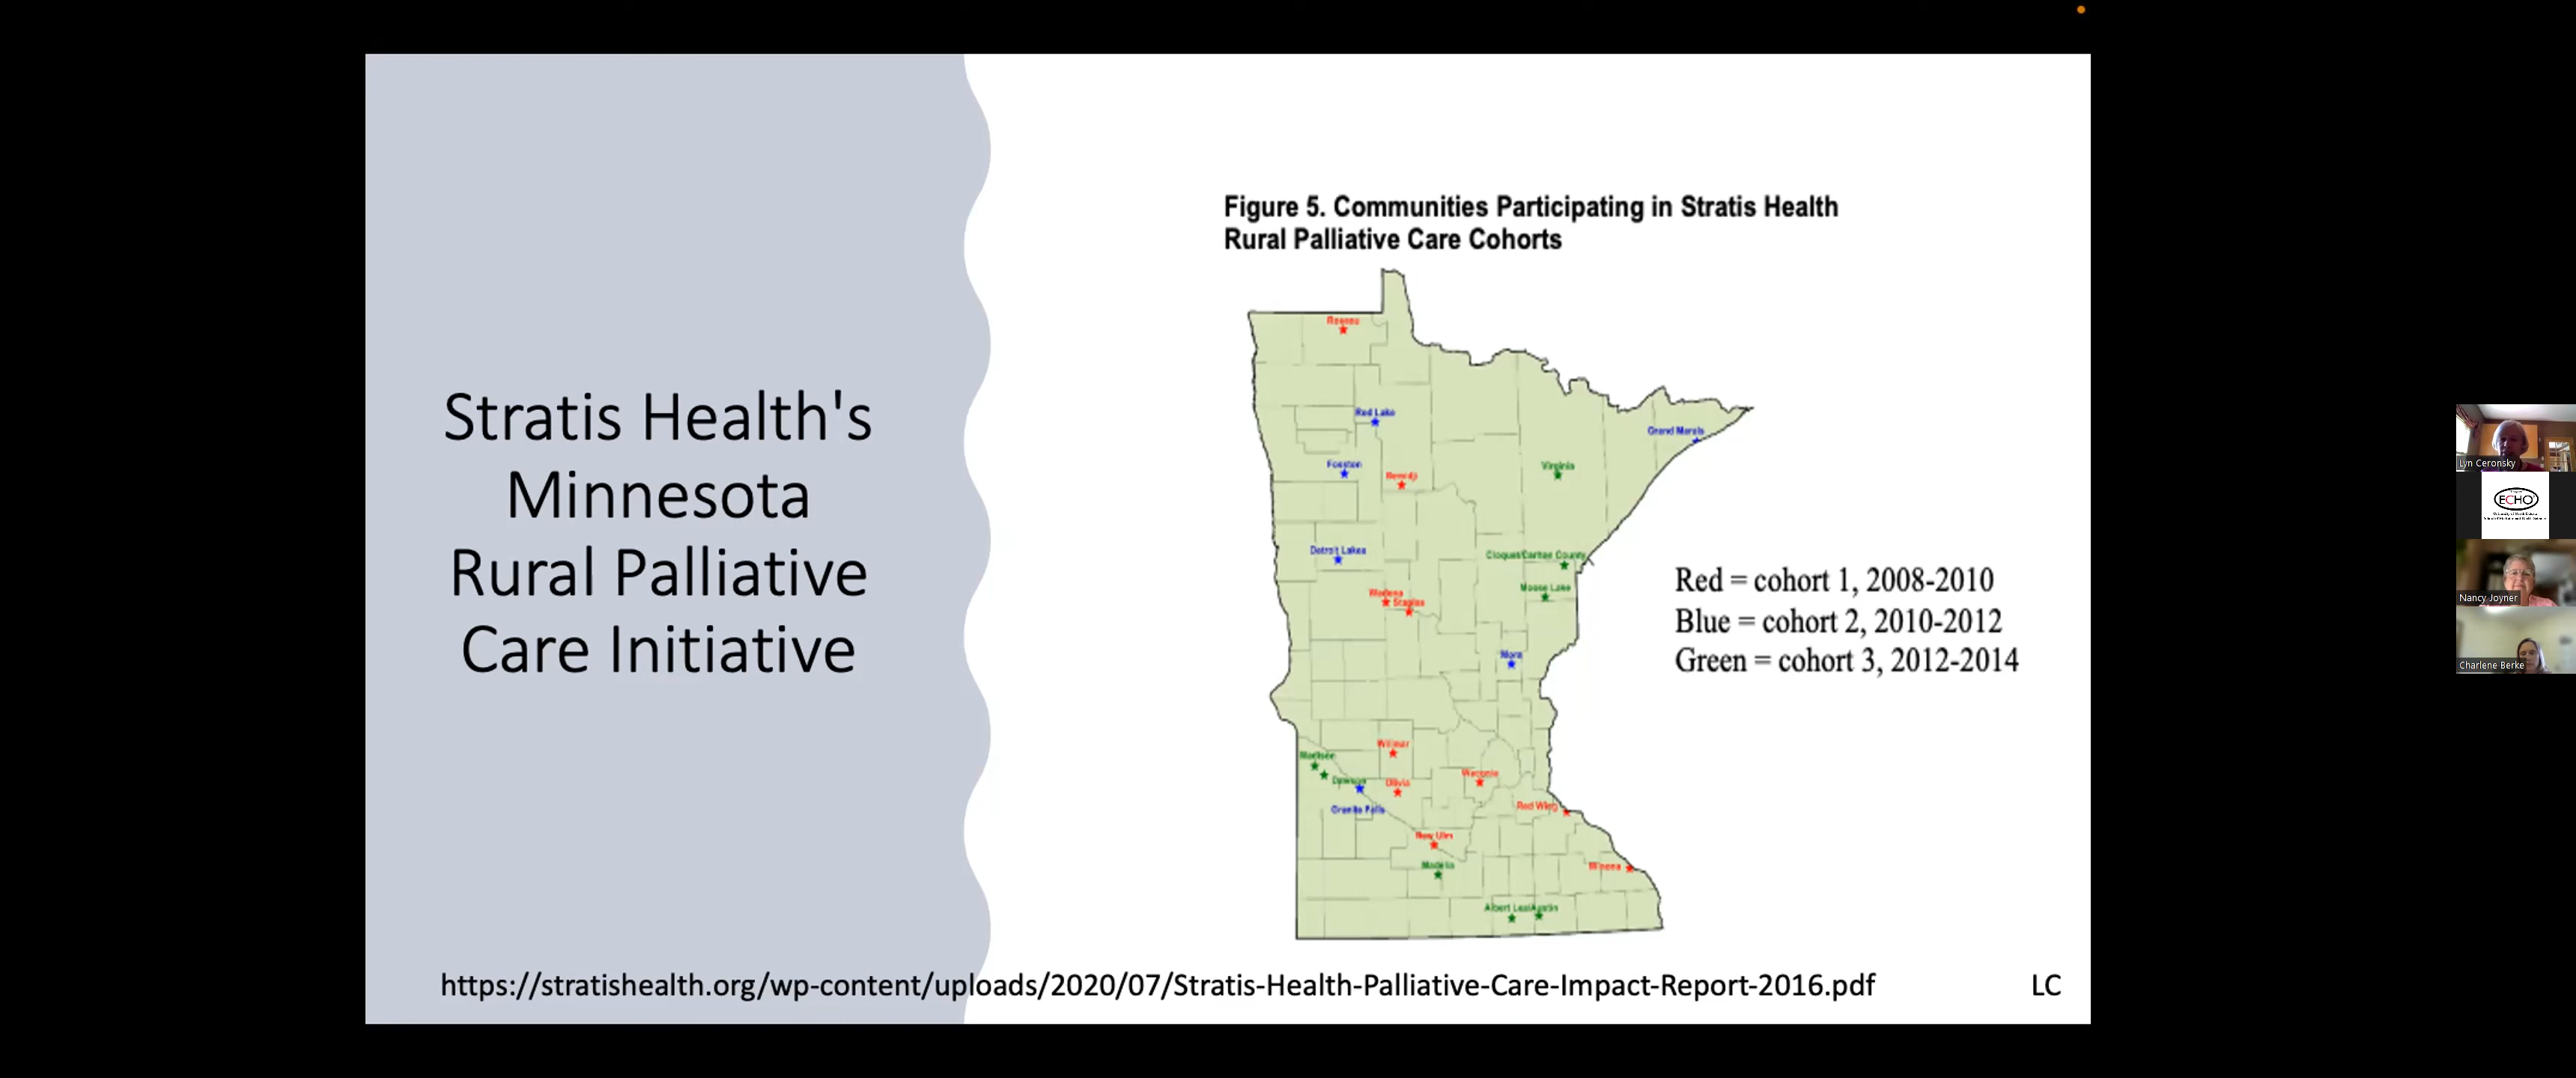 Stratis Health's
Minnesota
Rural Palliative
Care Initiative
Figure 5. Communities Participating in Stratis Health
Rural Palliative Care Cohorts
Roseau
Red Lake
Grand Marais
Fosston
Bemidji
Virginia
Detroit Lakes
Cloquet/Carlton County
Moose Lake
Wadena
Staples
Mora
Willmar
Madison
Dawson
Olivia
Waconia
Granite Falls
Red Wing
New Ulm
Madelia
Winona
Albert Lea/Austin
Red = cohort 1, 2008-2010
Blue = cohort 2, 2010-2012
Green = cohort 3, 2012-2014
https://stratishealth.org/wp-content/uploads/2020/07/Stratis-Health-Palliative-Care-Impact-Report-2016.pdf
LC
Lyn Ceronsky
ECHO
Nancy Joyner
Charlene Berke